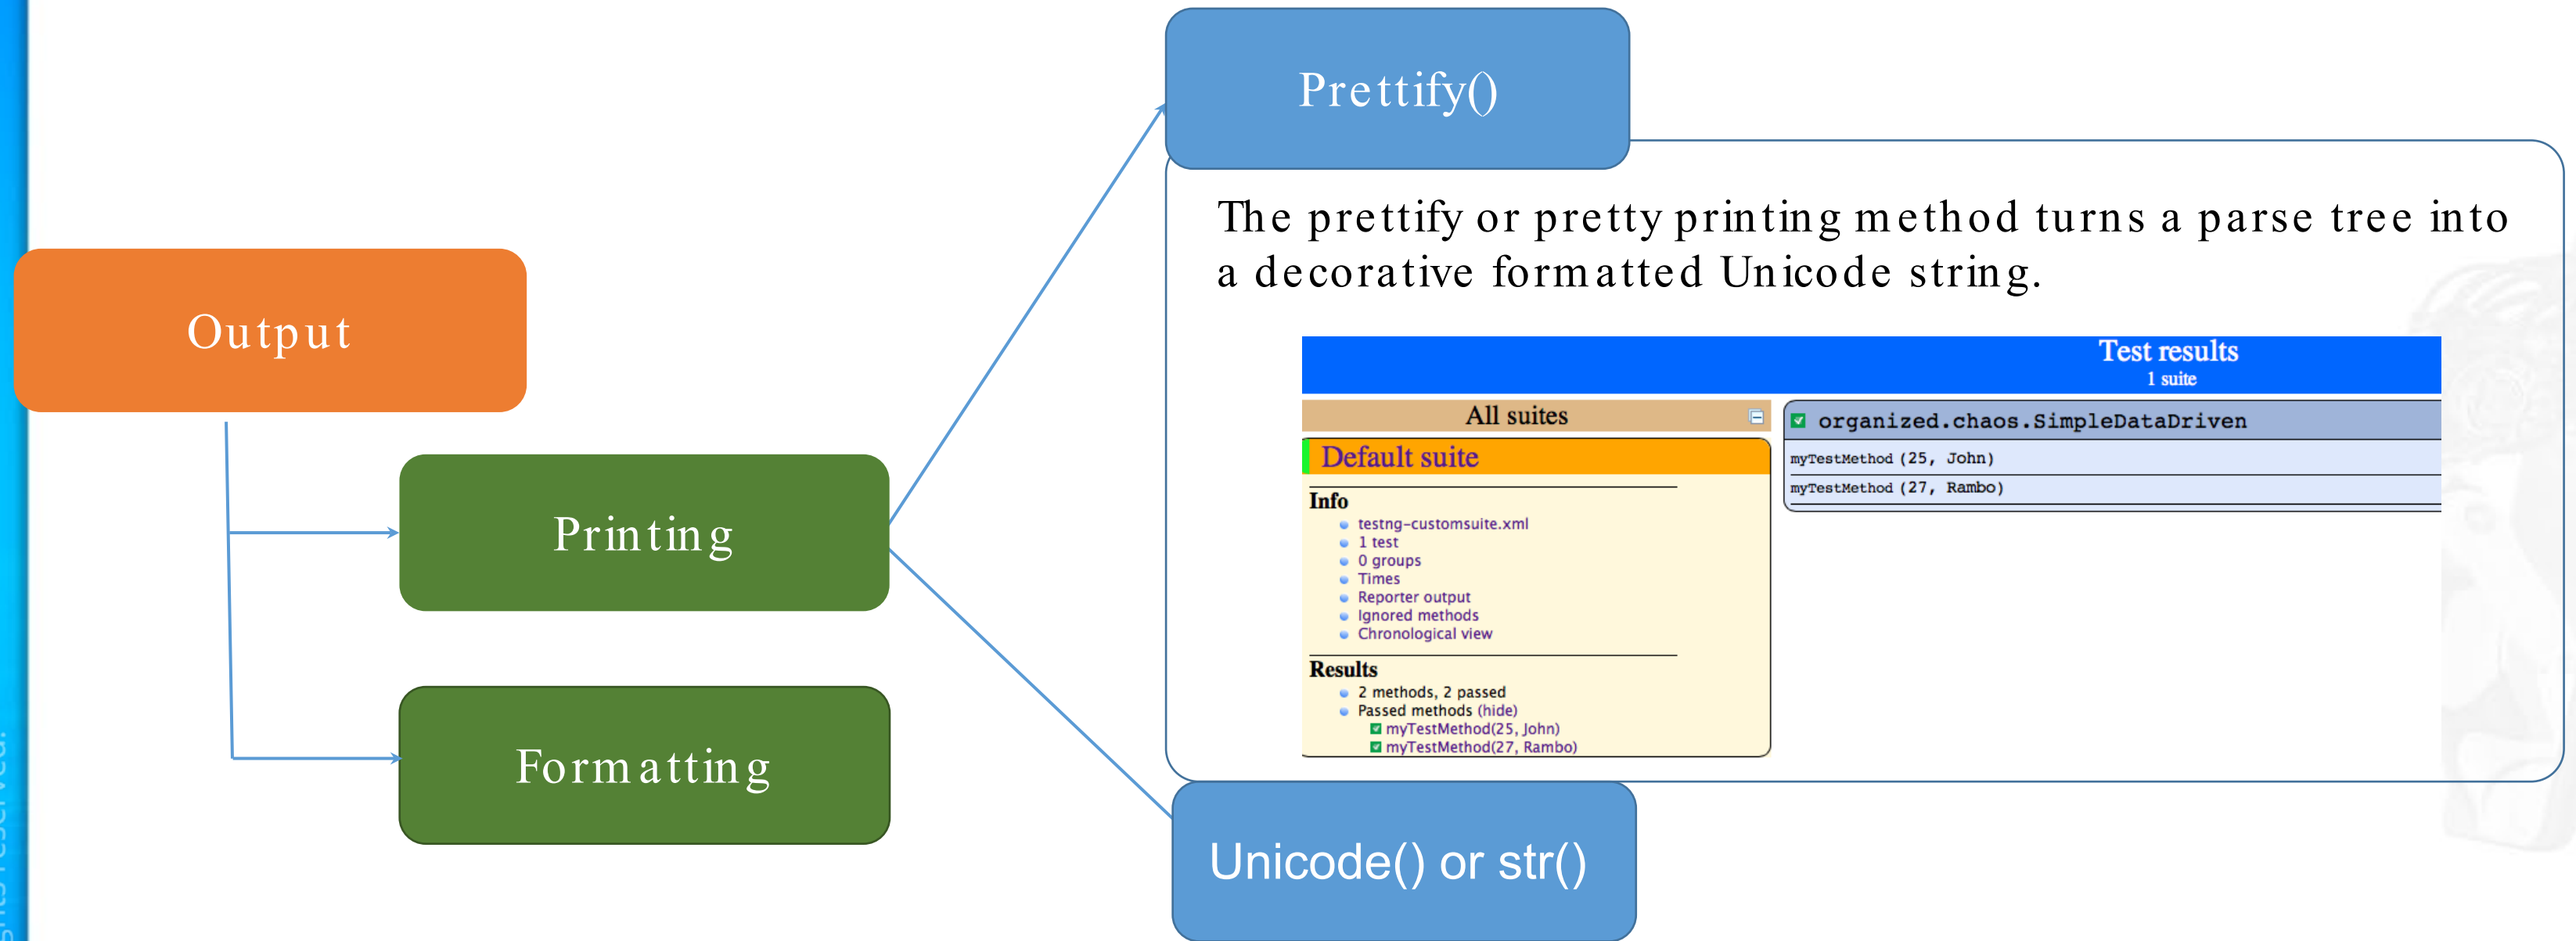 Prettify()
The prettify or pretty printing method turns a parse tree into
a decorative formatted Unicode string.
Output
Printing
Formatting
Test results
1 suite
All suites
Default suite
Info
testng-customsuite.xml
1 test
0 groups
Times
Reporter output
Ignored methods
Chronological view
Results
2 methods, 2 passed
Passed methods (hide)
myTestMethod(25, John)
myTestMethod(27, Rambo)
organized.chaos.SimpleDataDriven
myTestMethod (25, John)
myTestMethod (27, Rambo)
Unicode() or str()
reserved.